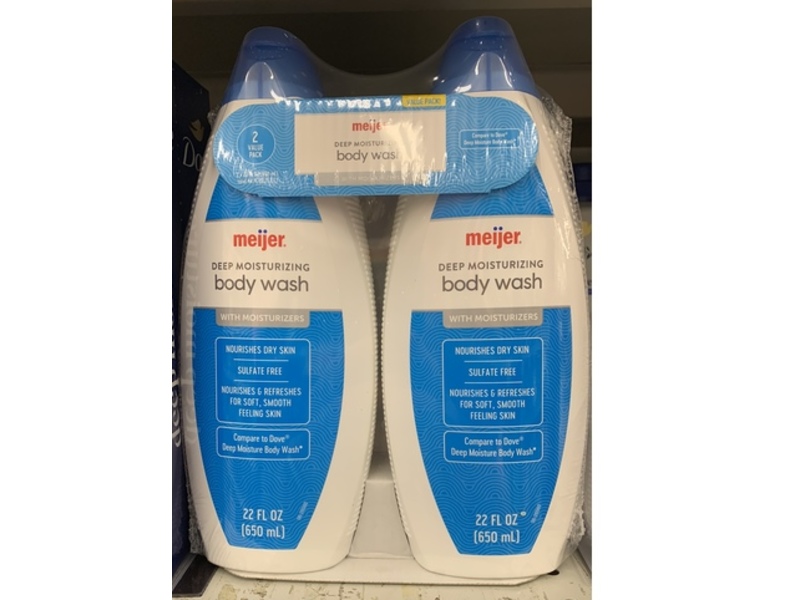 VALUE PACK!
meijer
2
VALUE
PACK
DEEP MOISTURIZING
body wash
Compare to Dove®
Deep Moisture Body Wash*
meijer
DEEP MOISTURIZING
body wash
WITH MOISTURIZERS
NOURISHES DRY SKIN
SULFATE FREE
NOURISHES & REFRESHES
FOR SOFT, SMOOTH
FEELING SKIN
Compare to Dove®
Deep Moisture Body Wash*
22 FL OZ
(650 mL)
meijer
DEEP MOISTURIZING
body wash
WITH MOISTURIZERS
NOURISHES DRY SKIN
SULFATE FREE
NOURISHES & REFRESHES
FOR SOFT, SMOOTH
FEELING SKIN
Compare to Dove®
Deep Moisture Body Wash*
22 FL OZ
(650 mL)